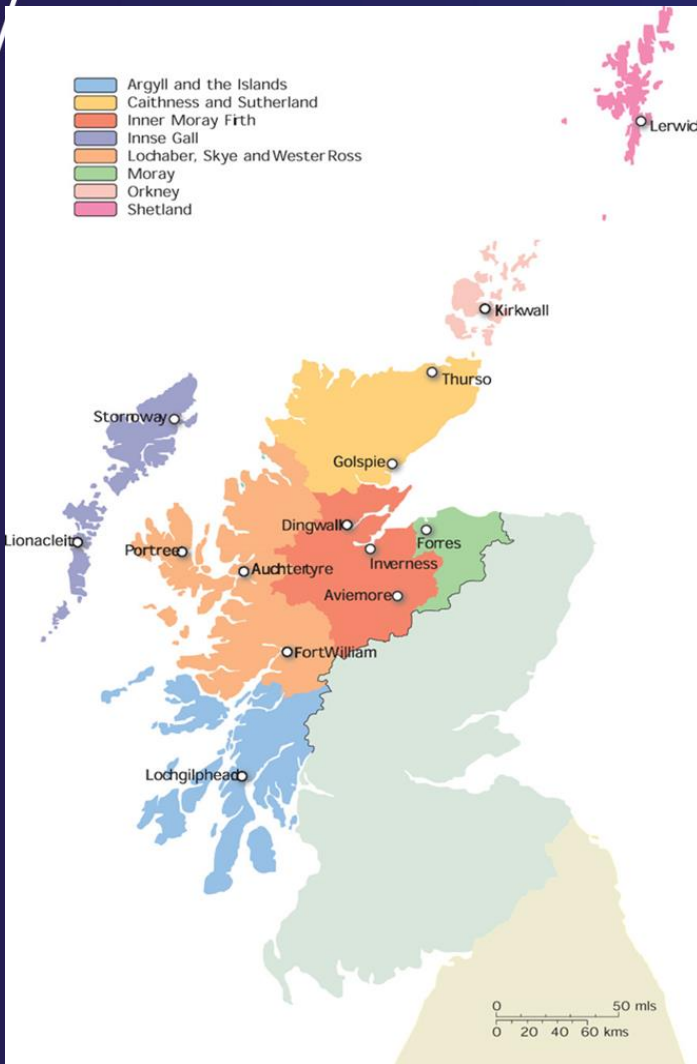 Argyll and the Islands
Caithness and Sutherland
Inner Moray Firth
Innse Gall
Lochaber, Skye and Wester Ross
Moray
Orkney
Shetland
Lerwic
Kirkwall
Thurso
Stornoway
Golspie
Dingwall
Forres
Lionacleit
Portree
Inverness
Auchtertyre
Aviemore
Fort William
Lochgilphead
0 50 mls
0 20 40 60 kms